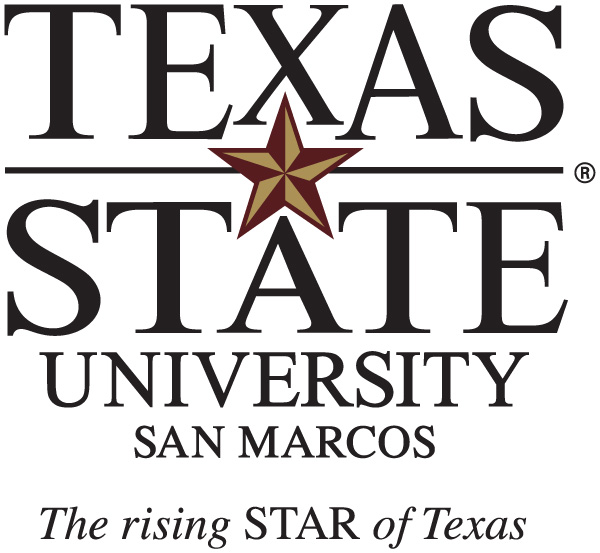 TEXAS
®
STATE
UNIVERSITY
SAN MARCOS
The rising STAR of Texas